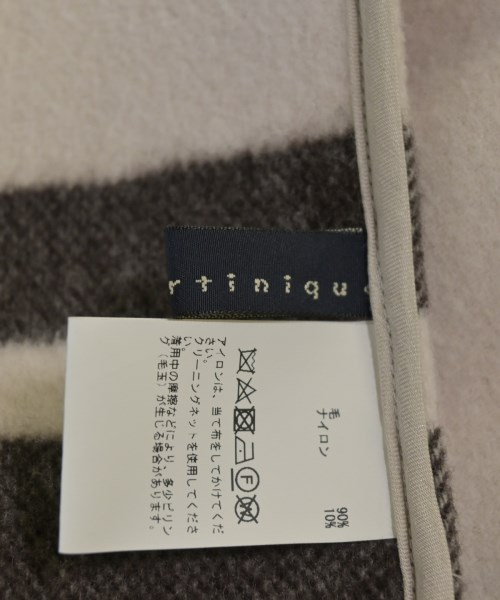 毛 90%
ナイロン 10%
アイロンは、当て布をしてかけてくだ
さい。
クリーニングネットを使用してくださ
い。
着用中の摩擦などにより、多少ピリン
グ(毛玉)が生じる場合があります。